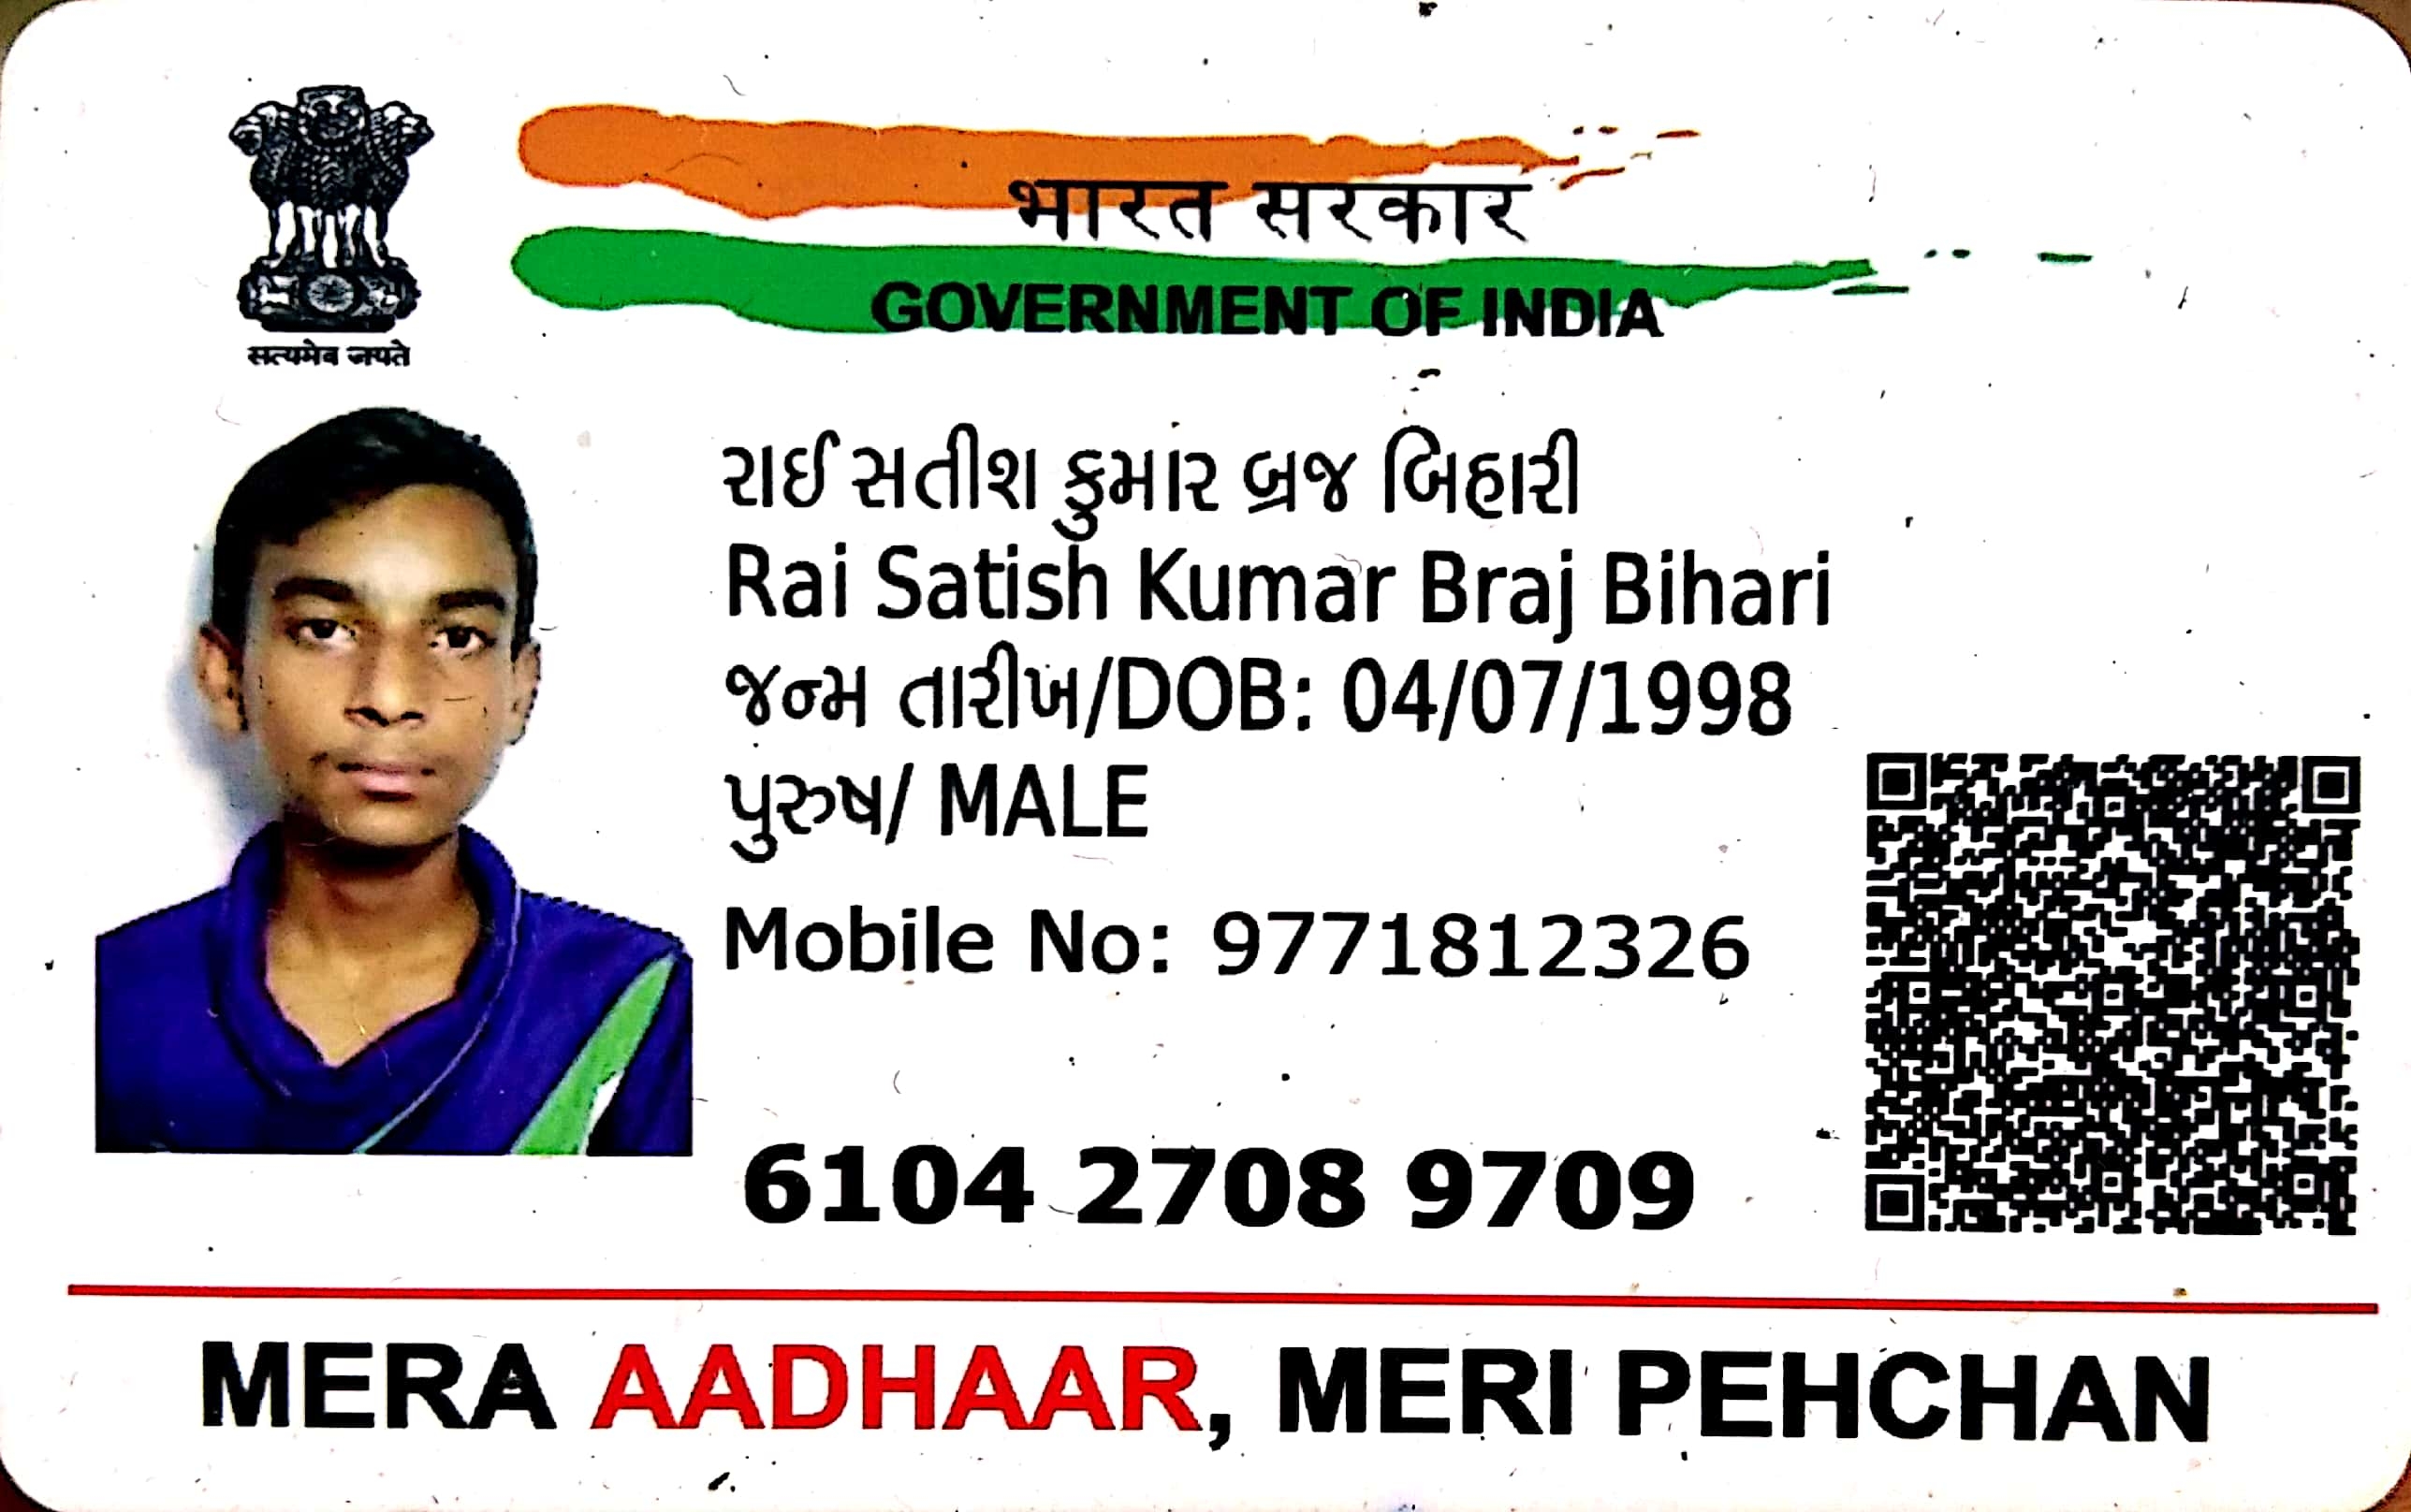 सत्यमेव जयते
भारत सरकार
GOVERNMENT OF INDIA
રાઈ સતીશ કુમાર બ્રજ બિહારી
Rai Satish Kumar Braj Bihari
જન્મ તારીખ/DOB: 04/07/1998
પુરુષ/ MALE
Mobile No: 9771812326
6104 2708 9709
MERA AADHAAR, MERI PEHCHAN